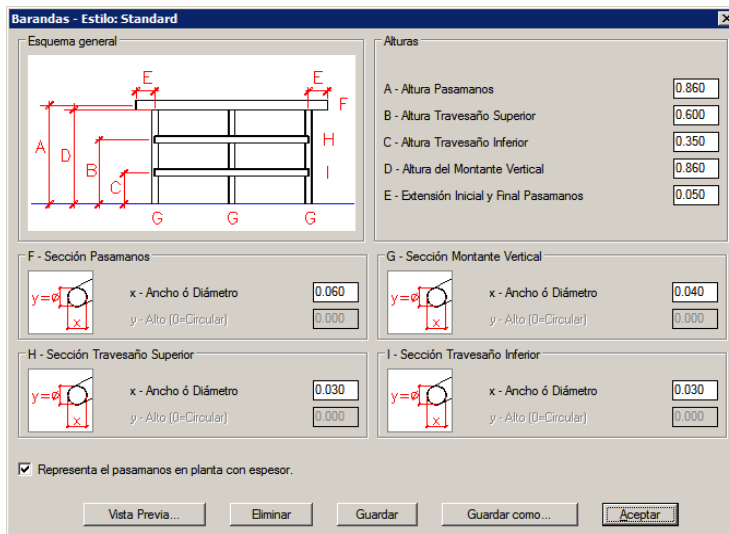 Barandas - Estilo: Standard
Esquema general
E E
F
A D B C
H
I
G G G
Alturas
A - Altura Pasamanos 0.860
B - Altura Travesaño Superior 0.600
C - Altura Travesaño Inferior 0.350
D - Altura del Montante Vertical 0.860
E - Extensión Inicial y Final Pasamanos 0.050
F - Sección Pasamanos
y=ø
x
x - Ancho ó Diámetro 0.060
y - Alto (0=Circular) 0.000
G - Sección Montante Vertical
y=ø
x
x - Ancho ó Diámetro 0.040
y - Alto (0=Circular) 0.000
H - Sección Travesaño Superior
y=ø
x
x - Ancho ó Diámetro 0.030
y - Alto (0=Circular) 0.000
I - Sección Travesaño Inferior
y=ø
x
x - Ancho ó Diámetro 0.030
y - Alto (0=Circular) 0.000
Representa el pasamanos en planta con espesor.
Vista Previa... Eliminar Guardar Guardar como... Aceptar